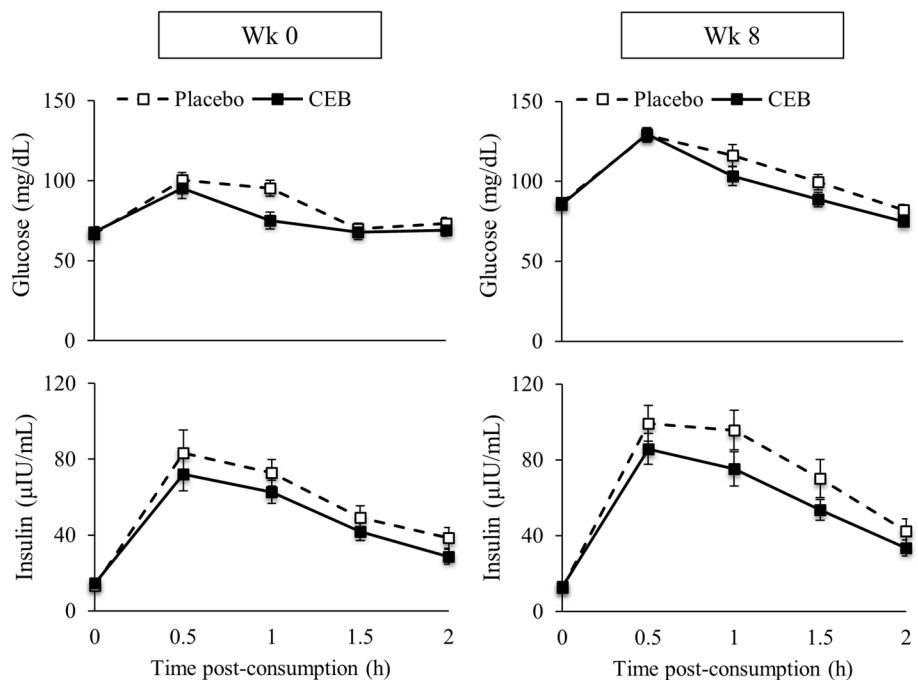 Wk 0
Wk 8
Placebo CEB
150
100
50
0
Glucose (mg/dL)
Placebo CEB
150
100
50
0
Glucose (mg/dL)
120
80
40
0
Insulin (µIU/mL)
0 0.5 1 1.5 2
Time post-consumption (h)
120
80
40
0
Insulin (µIU/mL)
0 0.5 1 1.5 2
Time post-consumption (h)